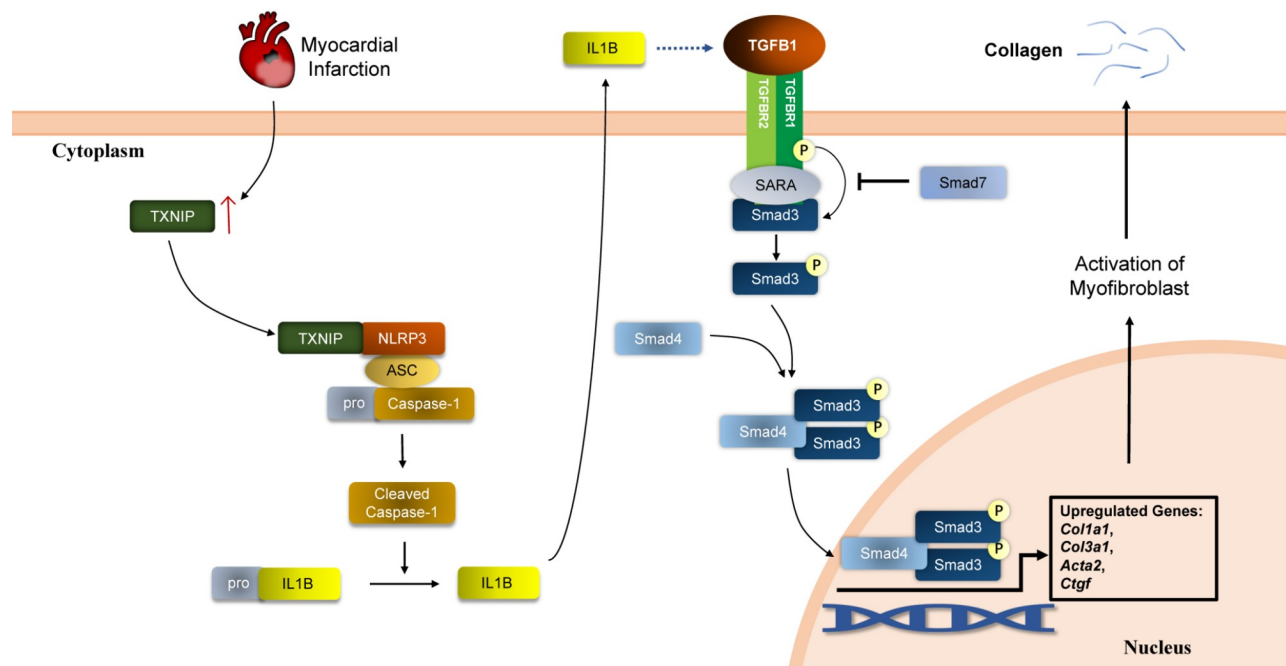 Myocardial
Infarction
IL1B
TGFB1
Collagen
TGFBR2
TGFBR1
Cytoplasm
P
SARA
Smad7
TXNIP
Smad3
Smad3
P
Activation of
Myofibroblast
TXNIP
NLRP3
Smad4
ASC
pro
Caspase-1
Smad3
P
Smad4
Smad3
P
Cleaved
Caspase-1
Smad3
P
Smad4
Smad3
P
Upregulated Genes:
Col1a1,
Col3a1,
Acta2,
Ctgf
pro
IL1B
IL1B
Nucleus